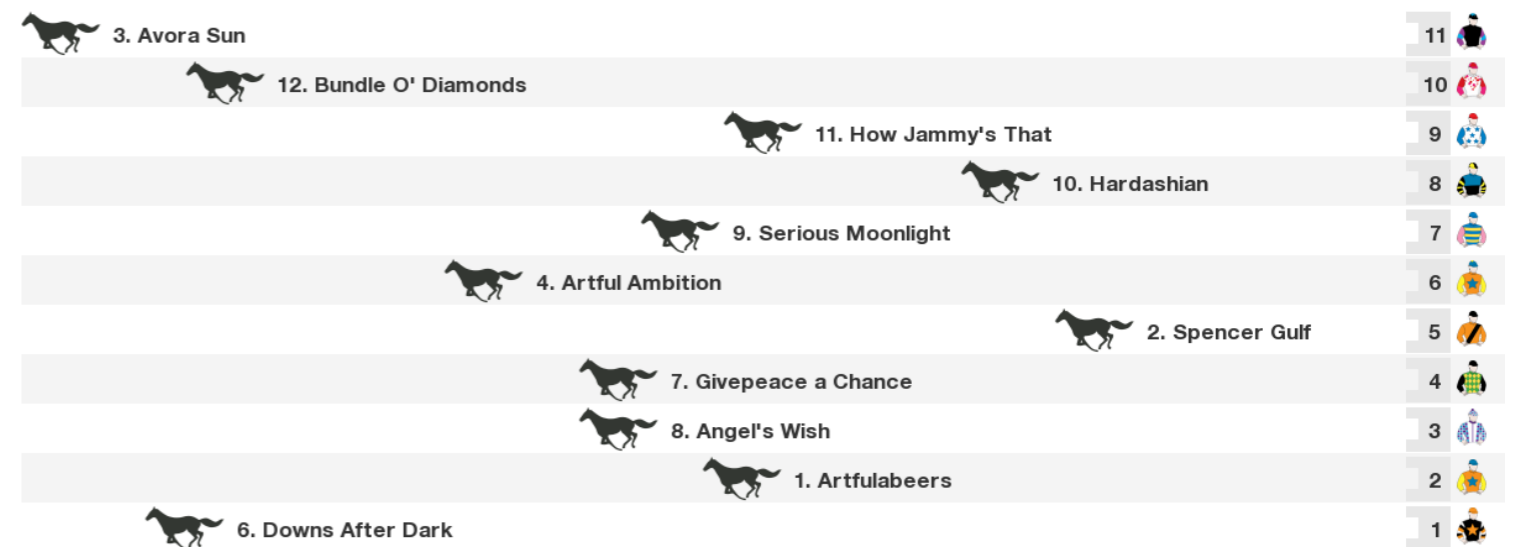 3. Avora Sun 11
12. Bundle O' Diamonds 10
11. How Jammy's That 9
10. Hardashian 8
9. Serious Moonlight 7
4. Artful Ambition 6
2. Spencer Gulf 5
7. Givepeace a Chance 4
8. Angel's Wish 3
1. Artfulabeers 2
6. Downs After Dark 1